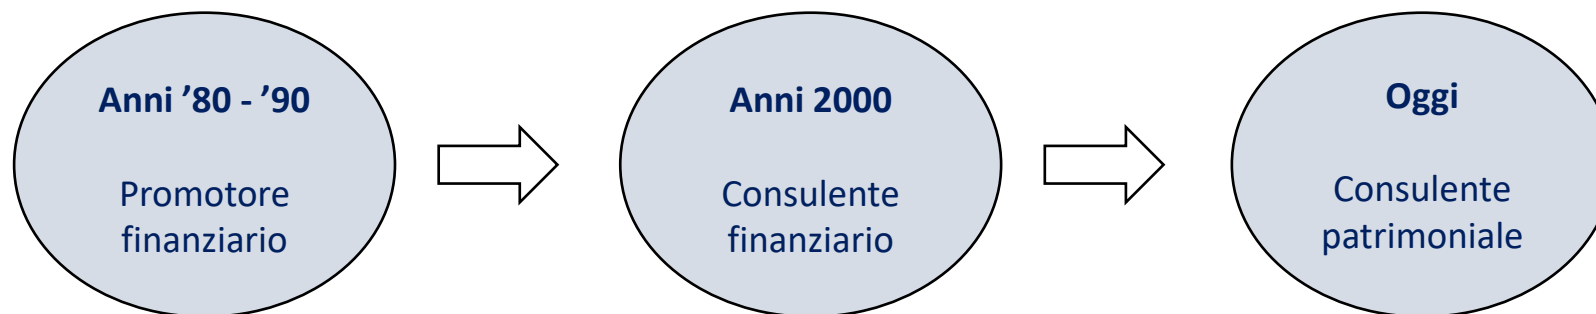 Anni ’80 - ’90
Promotore
finanziario
Anni 2000
Consulente
finanziario
Oggi
Consulente
patrimoniale